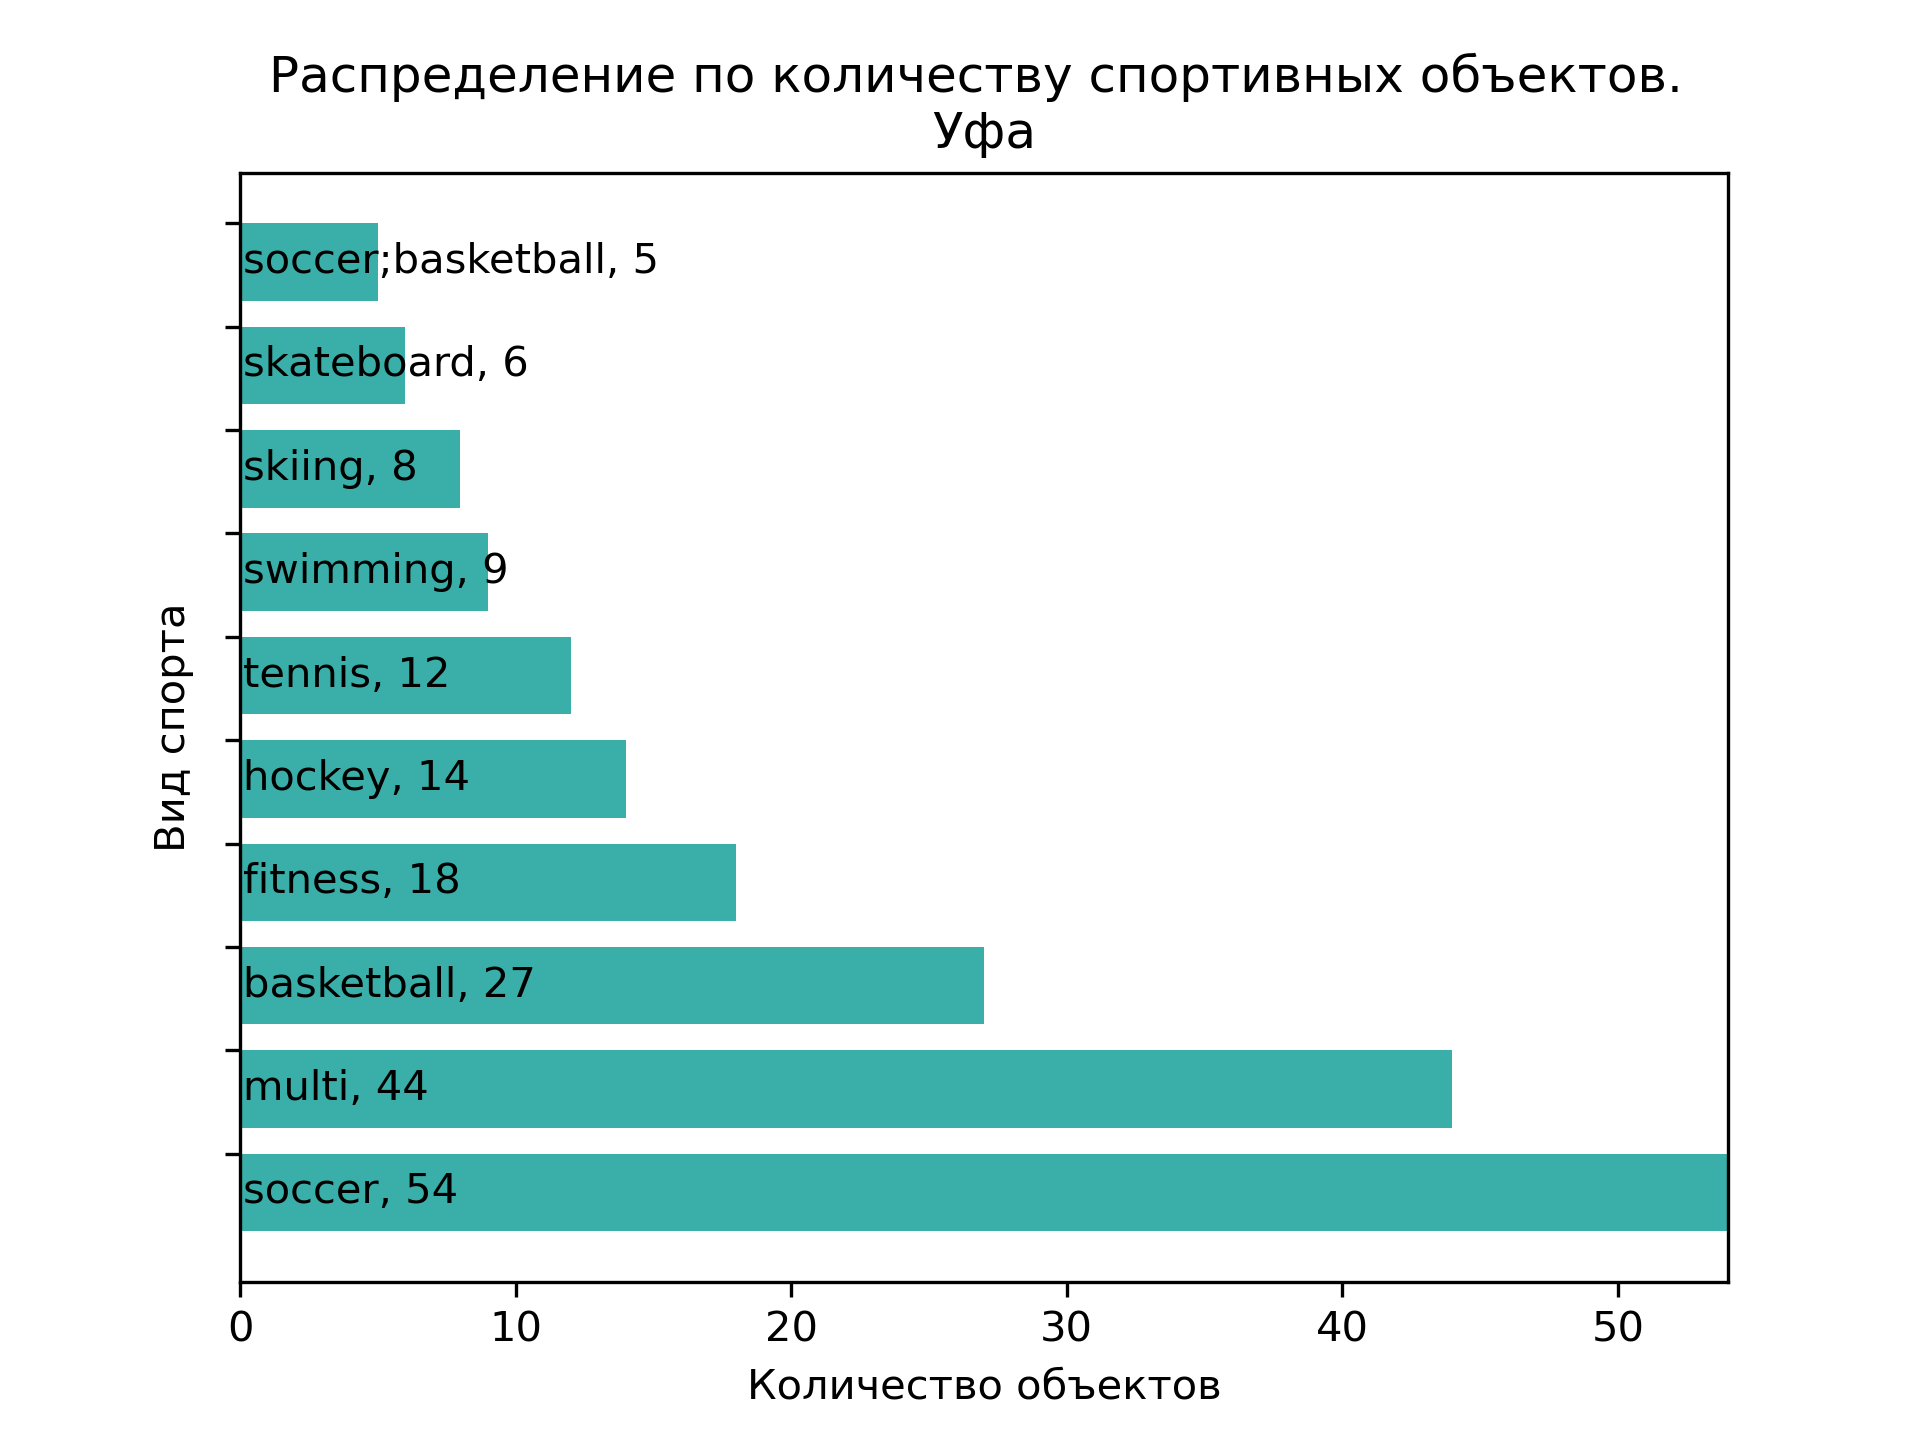 Распределение по количеству спортивных объектов.
Уфа
Вид спорта
soccer;basketball, 5
skateboard, 6
skiing, 8
swimming, 9
tennis, 12
hockey, 14
fitness, 18
basketball, 27
multi, 44
soccer, 54
0 10 20 30 40 50
Количество объектов